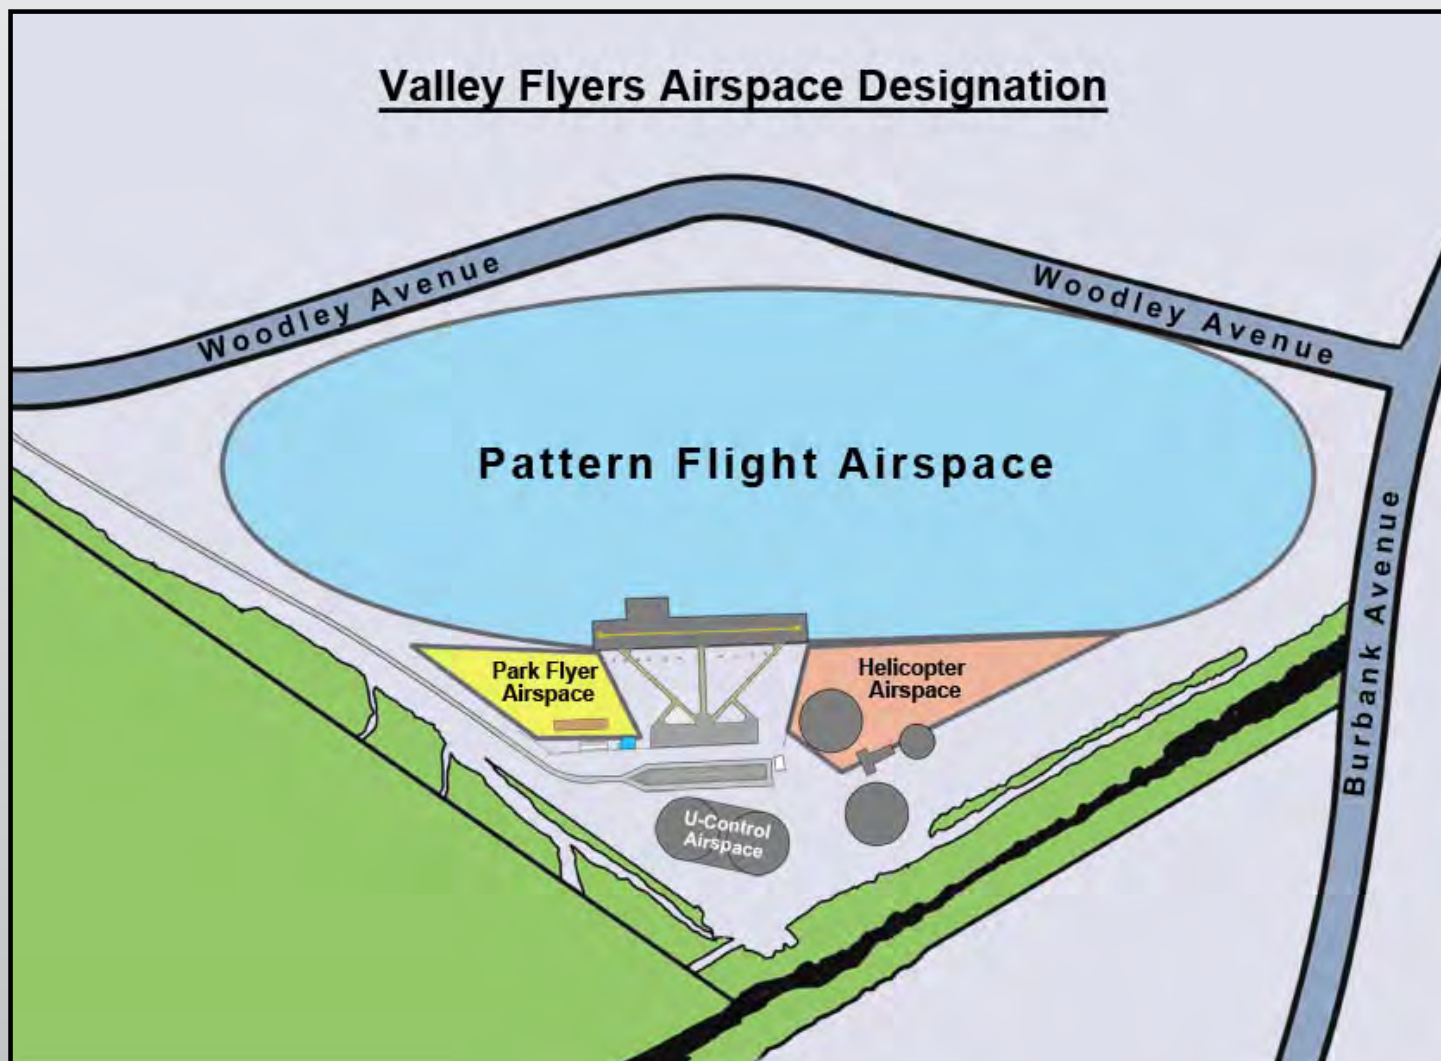 Valley Flyers Airspace Designation
Woodley Avenue
Woodley Avenue
Pattern Flight Airspace
Burbank Avenue
Park Flyer
Airspace
Helicopter
Airspace
U-Control
Airspace